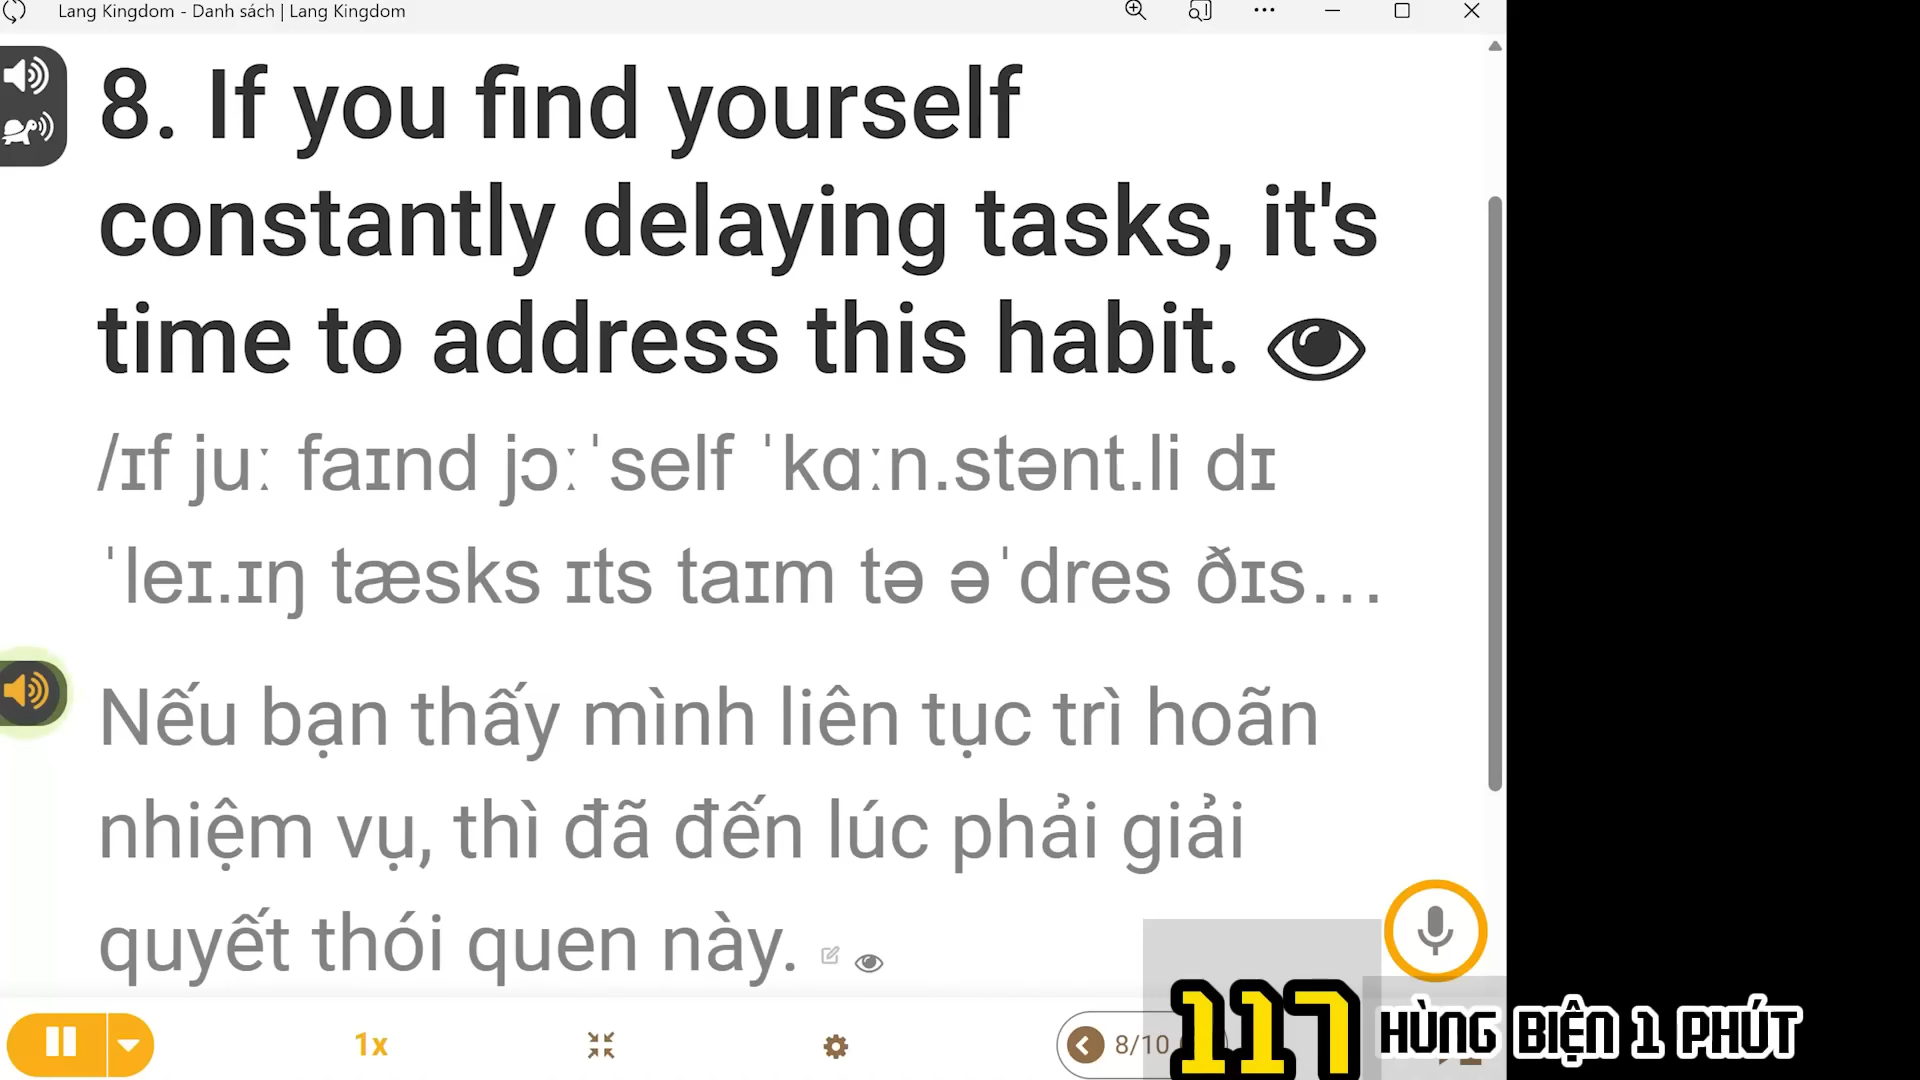 Lang Kingdom - Danh sách | Lang Kingdom
8. If you find yourself
constantly delaying tasks, it's
time to address this habit.
/ɪf juː faɪnd jɔːˈself ˈkɑːn.stənt.li dɪ
ˈleɪ.ɪŋ tæsks ɪts taɪm tə əˈdres ðɪs…
Nếu bạn thấy mình liên tục trì hoãn
nhiệm vụ, thì đã đến lúc phải giải
quyết thói quen này.
1x
8/10
117 HÙNG BIỆN 1 PHÚT